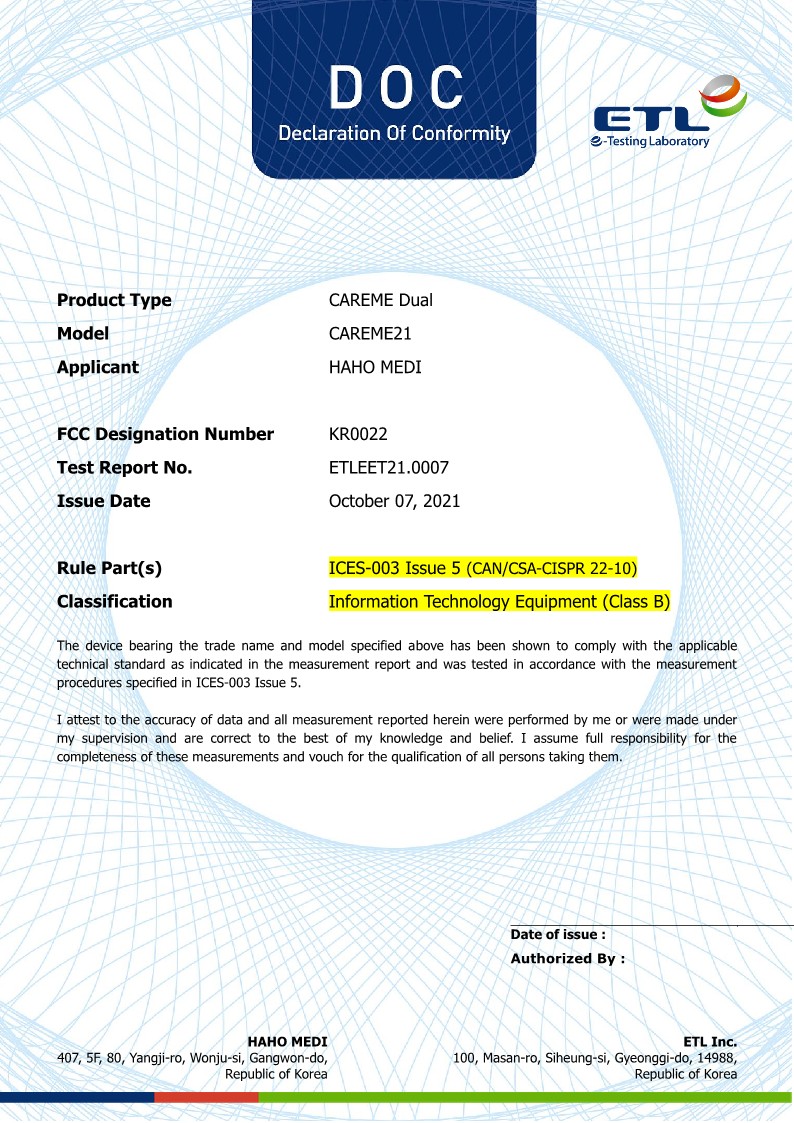 DOC
Declaration Of Conformity
ETL
e-Testing Laboratory
Product Type CAREME Dual
Model CAREME21
Applicant HAHO MEDI
FCC Designation Number KR0022
Test Report No. ETLEET21.0007
Issue Date October 07, 2021
Rule Part(s) ICES-003 Issue 5 (CAN/CSA-CISPR 22-10)
Classification Information Technology Equipment (Class B)
The device bearing the trade name and model specified above has been shown to comply with the applicable
technical standard as indicated in the measurement report and was tested in accordance with the measurement
procedures specified in ICES-003 Issue 5.
I attest to the accuracy of data and all measurement reported herein were performed by me or were made under
my supervision and are correct to the best of my knowledge and belief. I assume full responsibility for the
completeness of these measurements and vouch for the qualification of all persons taking them.
Date of issue :
Authorized By :
HAHO MEDI
407, 5F, 80, Yangji-ro, Wonju-si, Gangwon-do,
Republic of Korea
ETL Inc.
100, Masan-ro, Siheung-si, Gyeonggi-do, 14988,
Republic of Korea